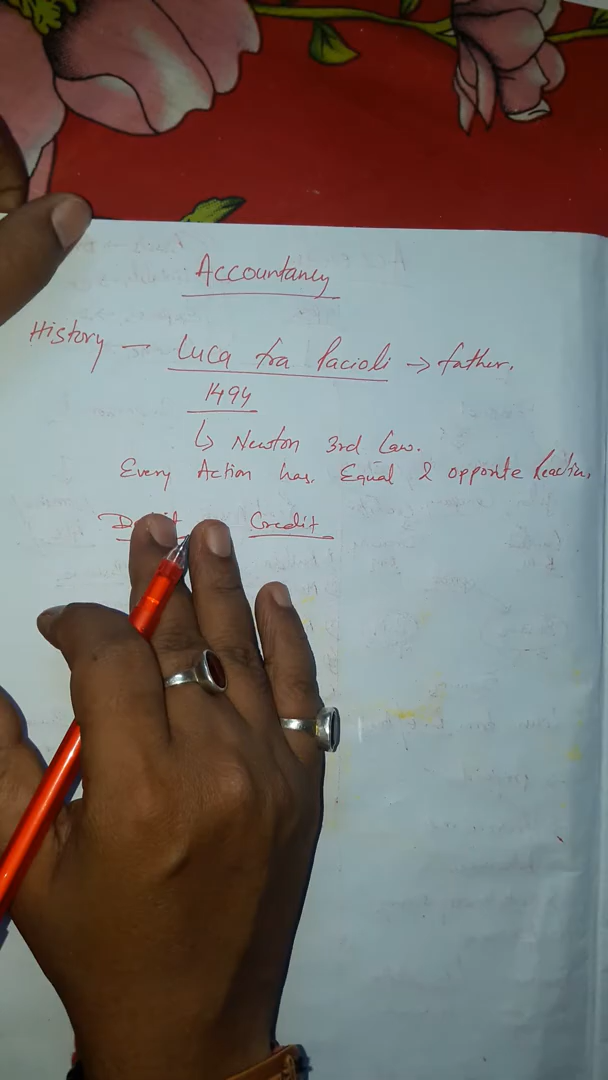 Accountancy
History - Luca fra Pacioli → father.
1494
↳ Newton 3rd Law.
Every Action has. Equal & opposite Reaction,
Credit